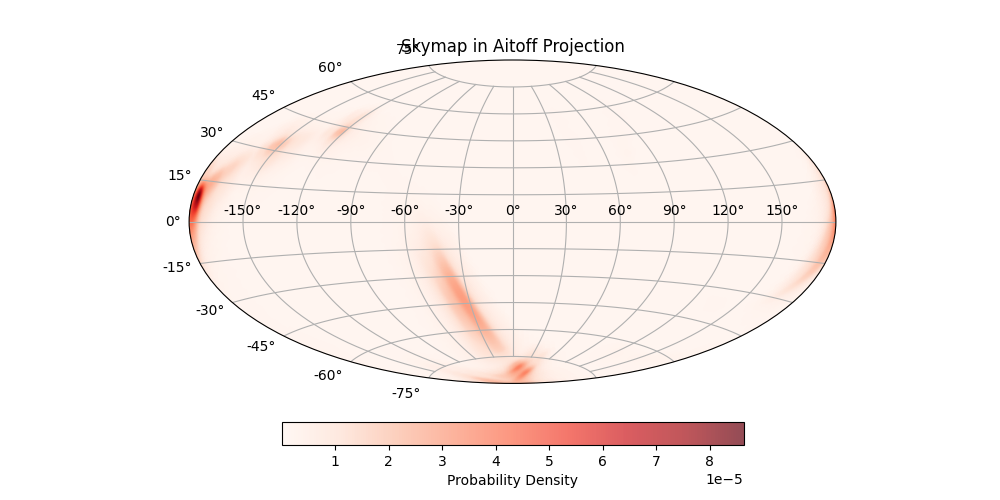 Skymap in Aitoff Projection
75°
60°
45°
30°
15°
-150° -120° -90° -60° -30° 0° 30° 60° 90° 120° 150°
0°
-15°
-30°
-45°
-60°
-75°
1 2 3 4 5 6 7 8
1e−5
Probability Density